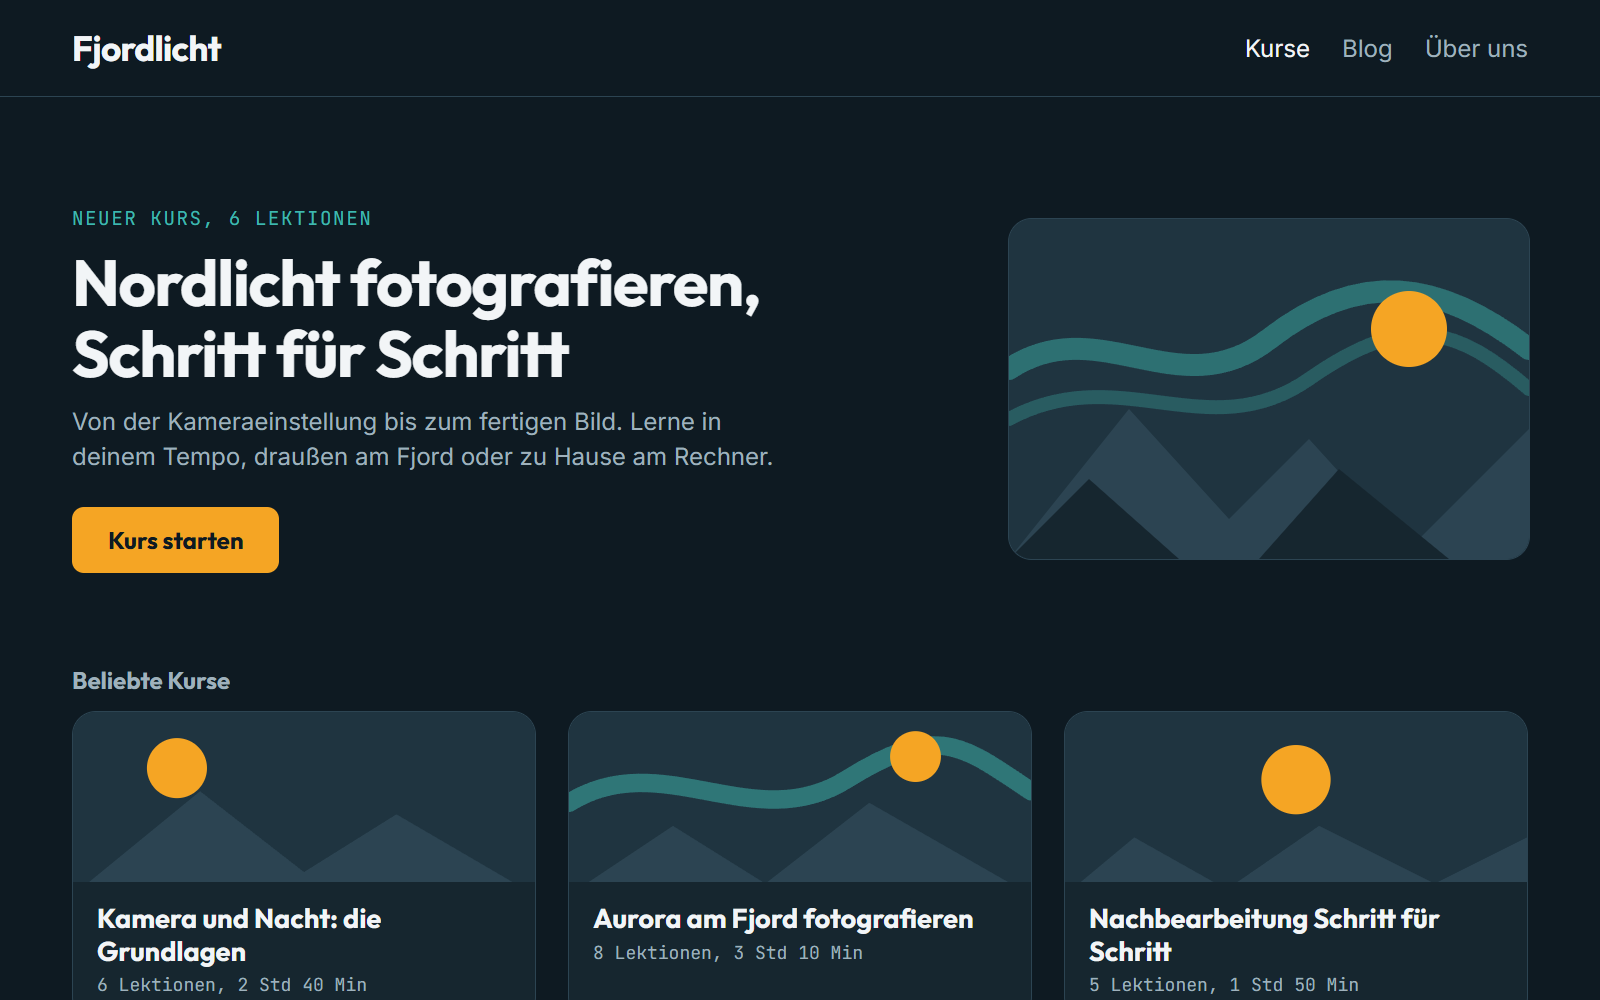 Fjordlicht
Kurse Blog Über uns
NEUER KURS, 6 LEKTIONEN
Nordlicht fotografieren,
Schritt für Schritt
Von der Kameraeinstellung bis zum fertigen Bild. Lerne in
deinem Tempo, draußen am Fjord oder zu Hause am Rechner.
Kurs starten
Beliebte Kurse
Kamera und Nacht: die
Grundlagen
6 Lektionen, 2 Std 40 Min
Aurora am Fjord fotografieren
8 Lektionen, 3 Std 10 Min
Nachbearbeitung Schritt für
Schritt
5 Lektionen, 1 Std 50 Min